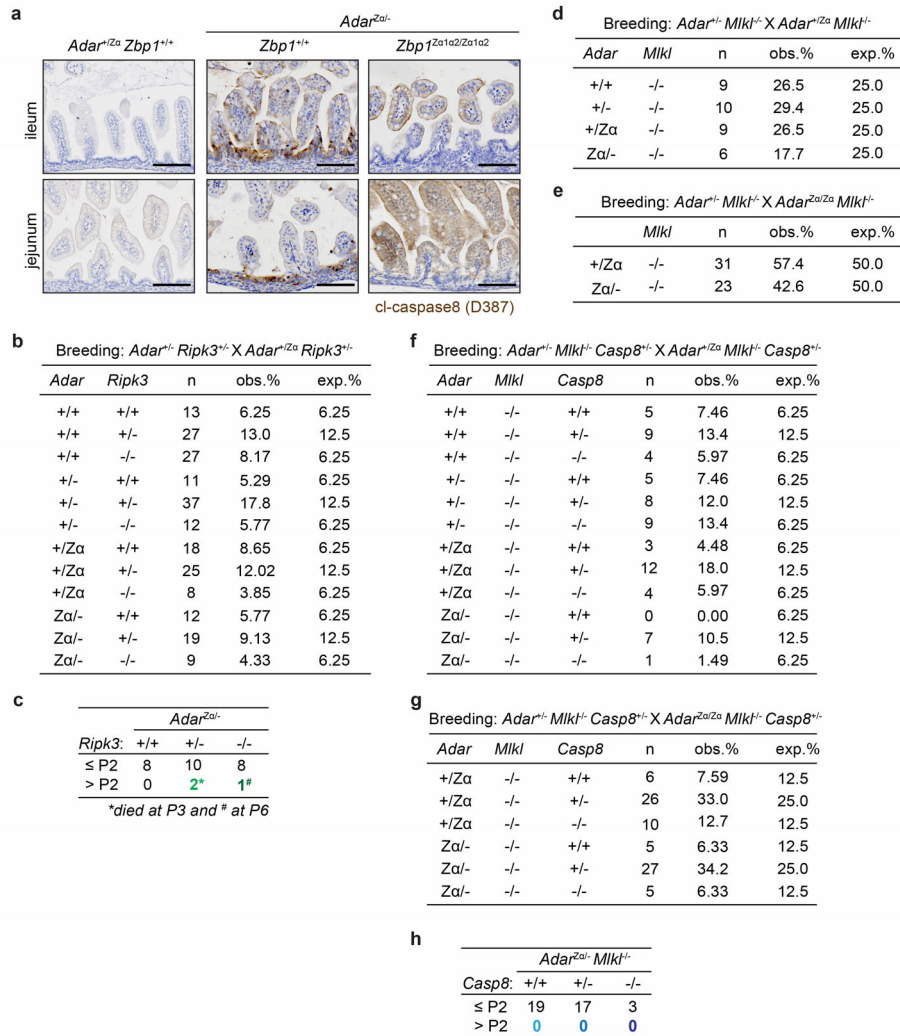 a
Adar^Zα/-
Adar^+/Zα Zbp1^+/+ Zbp1^+/+ Zbp1^Zα1α2/Zα1α2
ileum
jejunum
cl-caspase8 (D387)
b
Breeding: Adar^+/- Ripk3^+/- X Adar^+/Zα Ripk3^+/-
Adar Ripk3 n obs.% exp.%
+/+ +/+ 13 6.25 6.25
+/+ +/- 27 13.0 12.5
+/+ -/- 27 8.17 6.25
+/- +/+ 11 5.29 6.25
+/- +/- 37 17.8 12.5
+/- -/- 12 5.77 6.25
+/Zα +/+ 18 8.65 6.25
+/Zα +/- 25 12.02 12.5
+/Zα -/- 8 3.85 6.25
Zα/- +/+ 12 5.77 6.25
Zα/- +/- 19 9.13 12.5
Zα/- -/- 9 4.33 6.25
c
Adar^Zα/-
Ripk3: +/+ +/- -/-
≤ P2 8 10 8
> P2 0 2* 1#
*died at P3 and # at P6
d
Breeding: Adar^+/- Mlkl^-/- X Adar^+/Zα Mlkl^-/-
Adar Mlkl n obs.% exp.%
+/+ -/- 9 26.5 25.0
+/- -/- 10 29.4 25.0
+/Zα -/- 9 26.5 25.0
Zα/- -/- 6 17.7 25.0
e
Breeding: Adar^+/- Mlkl^-/- X Adar^Zα/Zα Mlkl^-/-
Mlkl n obs.% exp.%
+/Zα -/- 31 57.4 50.0
Zα/- -/- 23 42.6 50.0
f
Breeding: Adar^+/- Mlkl^-/- Casp8^+/- X Adar^+/Zα Mlkl^-/- Casp8^+/-
Adar Mlkl Casp8 n obs.% exp.%
+/+ -/- +/+ 5 7.46 6.25
+/+ -/- +/- 9 13.4 12.5
+/+ -/- -/- 4 5.97 6.25
+/- -/- +/+ 5 7.46 6.25
+/- -/- +/- 8 12.0 12.5
+/- -/- -/- 9 13.4 6.25
+/Zα -/- +/+ 3 4.48 6.25
+/Zα -/- +/- 12 18.0 12.5
+/Zα -/- -/- 4 5.97 6.25
Zα/- -/- +/+ 0 0.00 6.25
Zα/- -/- +/- 7 10.5 12.5
Zα/- -/- -/- 1 1.49 6.25
g
Breeding: Adar^+/- Mlkl^-/- Casp8^+/- X Adar^Zα/Zα Mlkl^-/- Casp8^+/-
Adar Mlkl Casp8 n obs.% exp.%
+/Zα -/- +/+ 6 7.59 12.5
+/Zα -/- +/- 26 33.0 25.0
+/Zα -/- -/- 10 12.7 12.5
Zα/- -/- +/+ 5 6.33 12.5
Zα/- -/- +/- 27 34.2 25.0
Zα/- -/- -/- 5 6.33 12.5
h
Adar^Zα/- Mlkl^-/-
Casp8: +/+ +/- -/-
≤ P2 19 17 3
> P2 0 0 0